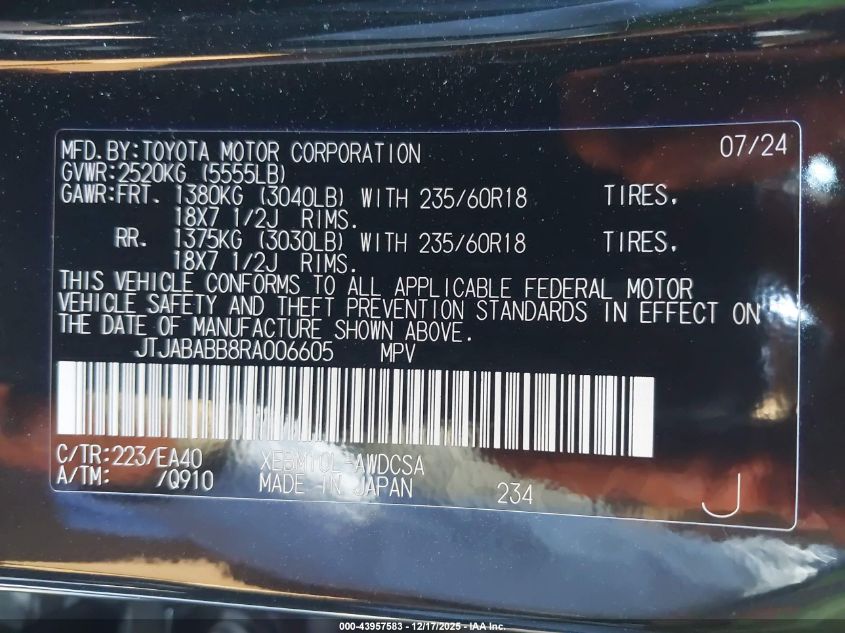 MFD.BY:TOYOTA MOTOR CORPORATION 07/24
GVWR:2520KG (5555LB)
GAWR:FRT. 1380KG (3040LB) WITH 235/60R18 TIRES.
18X7 1/2J RIMS.
RR. 1375KG (3030LB) WITH 235/60R18 TIRES.
18X7 1/2J RIMS.
THIS VEHICLE CONFORMS TO ALL APPLICABLE FEDERAL MOTOR
VEHICLE SAFETY AND THEFT PREVENTION STANDARDS IN EFFECT ON
THE DATE OF MANUFACTURE SHOWN ABOVE.
JTJABABB8RA006605 MPV
C/TR:223/EA40 XEBM10L-AWDCSA
A/TM: /Q910 MADE IN JAPAN 234 J
000-43957583 - 12/17/2025 - IAA Inc.